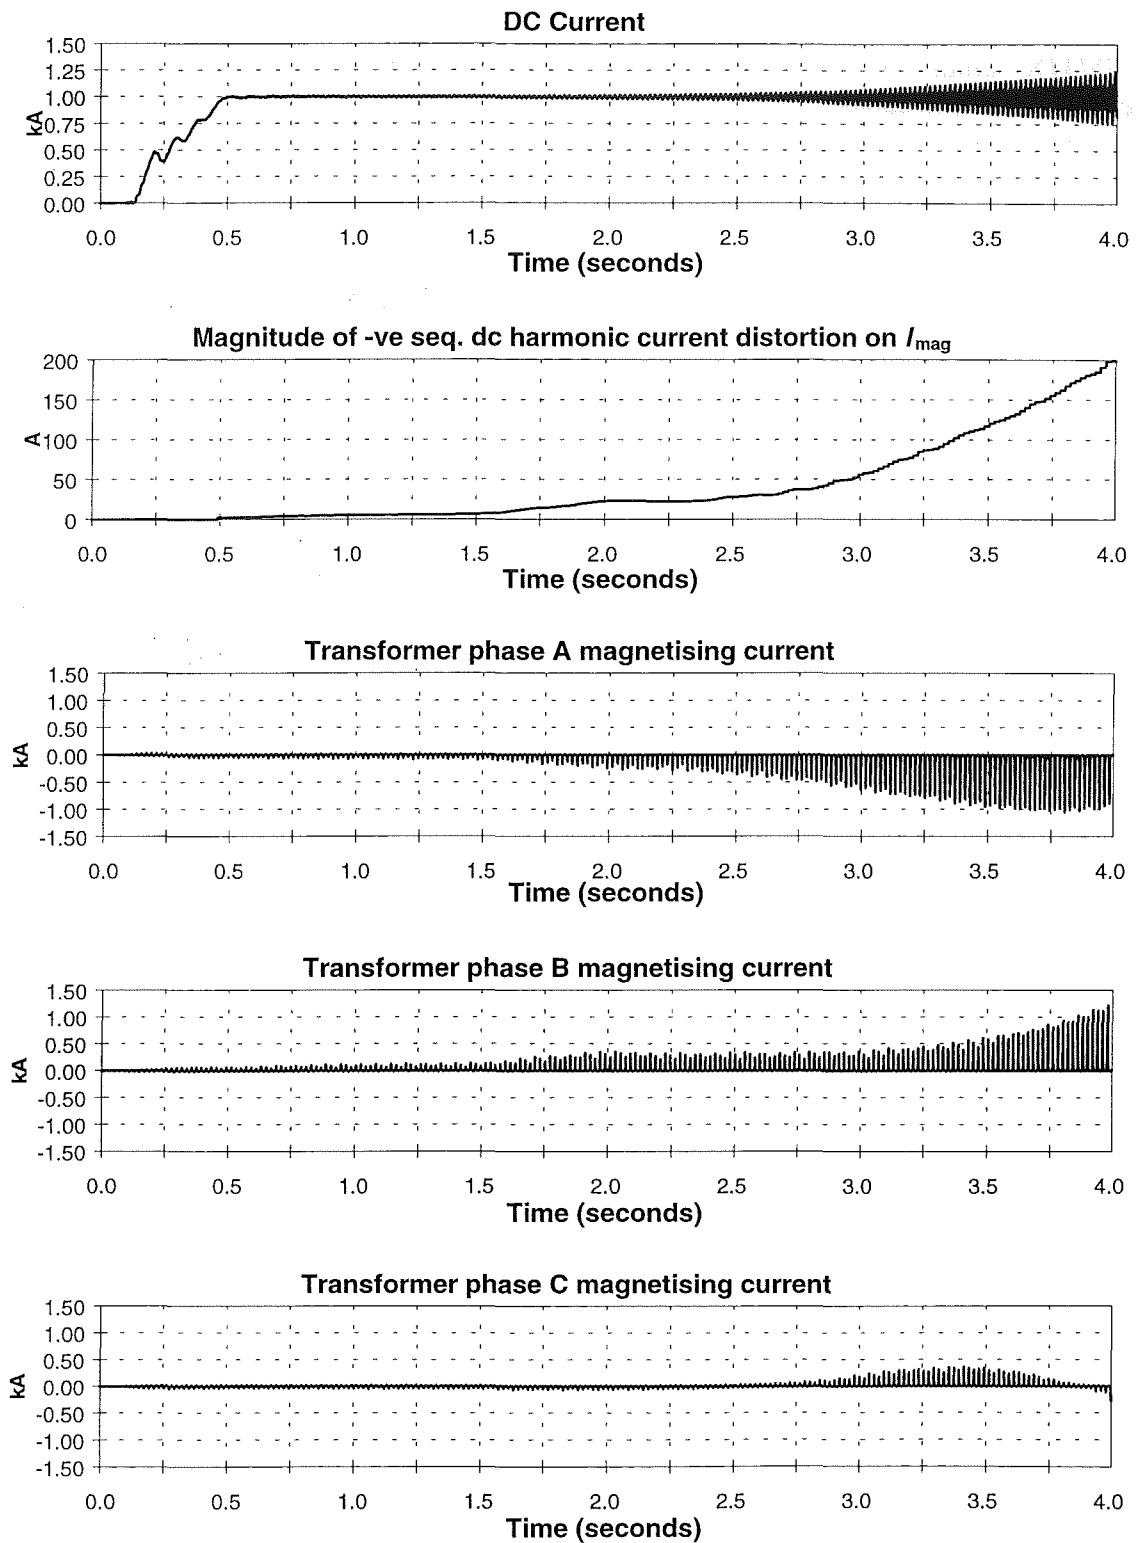 DC Current
1.50
1.25
1.00
0.75
0.50
0.25
0.00
kA
0.0 0.5 1.0 1.5 2.0 2.5 3.0 3.5 4.0
Time (seconds)
Magnitude of -ve seq. dc harmonic current distortion on Imag
200
150
100
50
0
A
0.0 0.5 1.0 1.5 2.0 2.5 3.0 3.5 4.0
Time (seconds)
Transformer phase A magnetising current
1.50
1.00
0.50
0.00
-0.50
-1.00
-1.50
kA
0.0 0.5 1.0 1.5 2.0 2.5 3.0 3.5 4.0
Time (seconds)
Transformer phase B magnetising current
1.50
1.00
0.50
0.00
-0.50
-1.00
-1.50
kA
0.0 0.5 1.0 1.5 2.0 2.5 3.0 3.5 4.0
Time (seconds)
Transformer phase C magnetising current
1.50
1.00
0.50
0.00
-0.50
-1.00
-1.50
kA
0.0 0.5 1.0 1.5 2.0 2.5 3.0 3.5 4.0
Time (seconds)